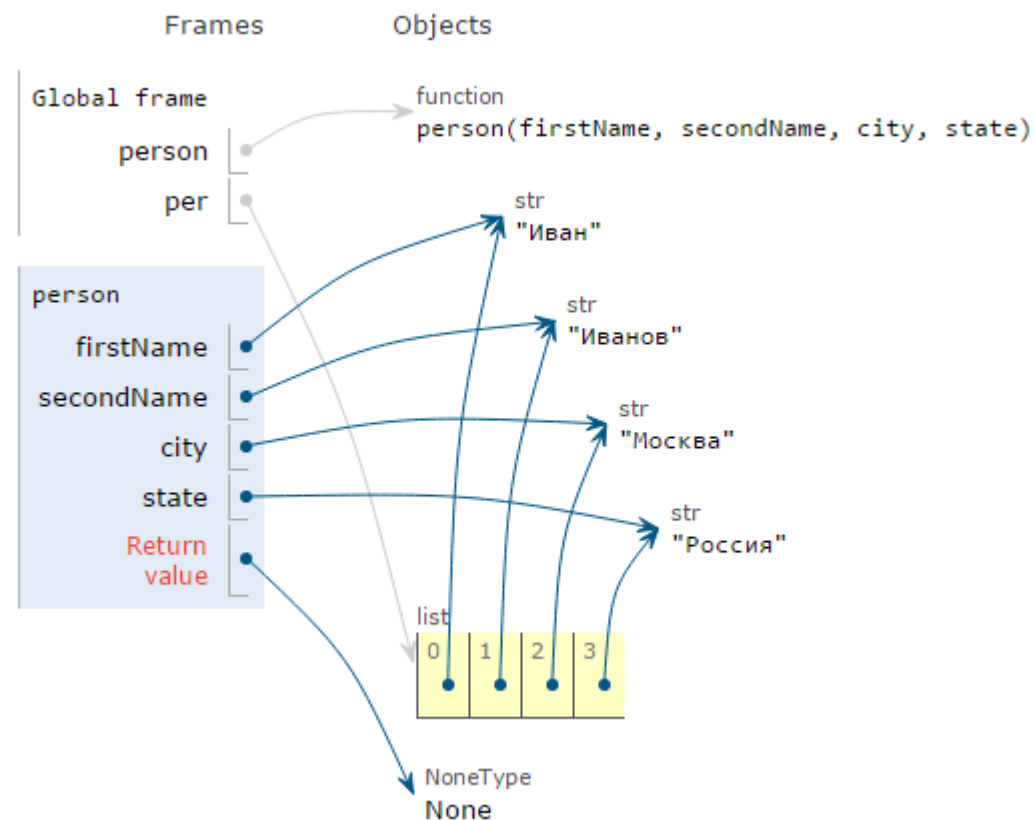 Frames Objects
Global frame
function
person(firstName, secondName, city, state)
person
per
str
"Иван"
person
str
"Иванов"
firstName
secondName
str
"Москва"
city
state
str
"Россия"
Return
value
list
0 1 2 3
NoneType
None